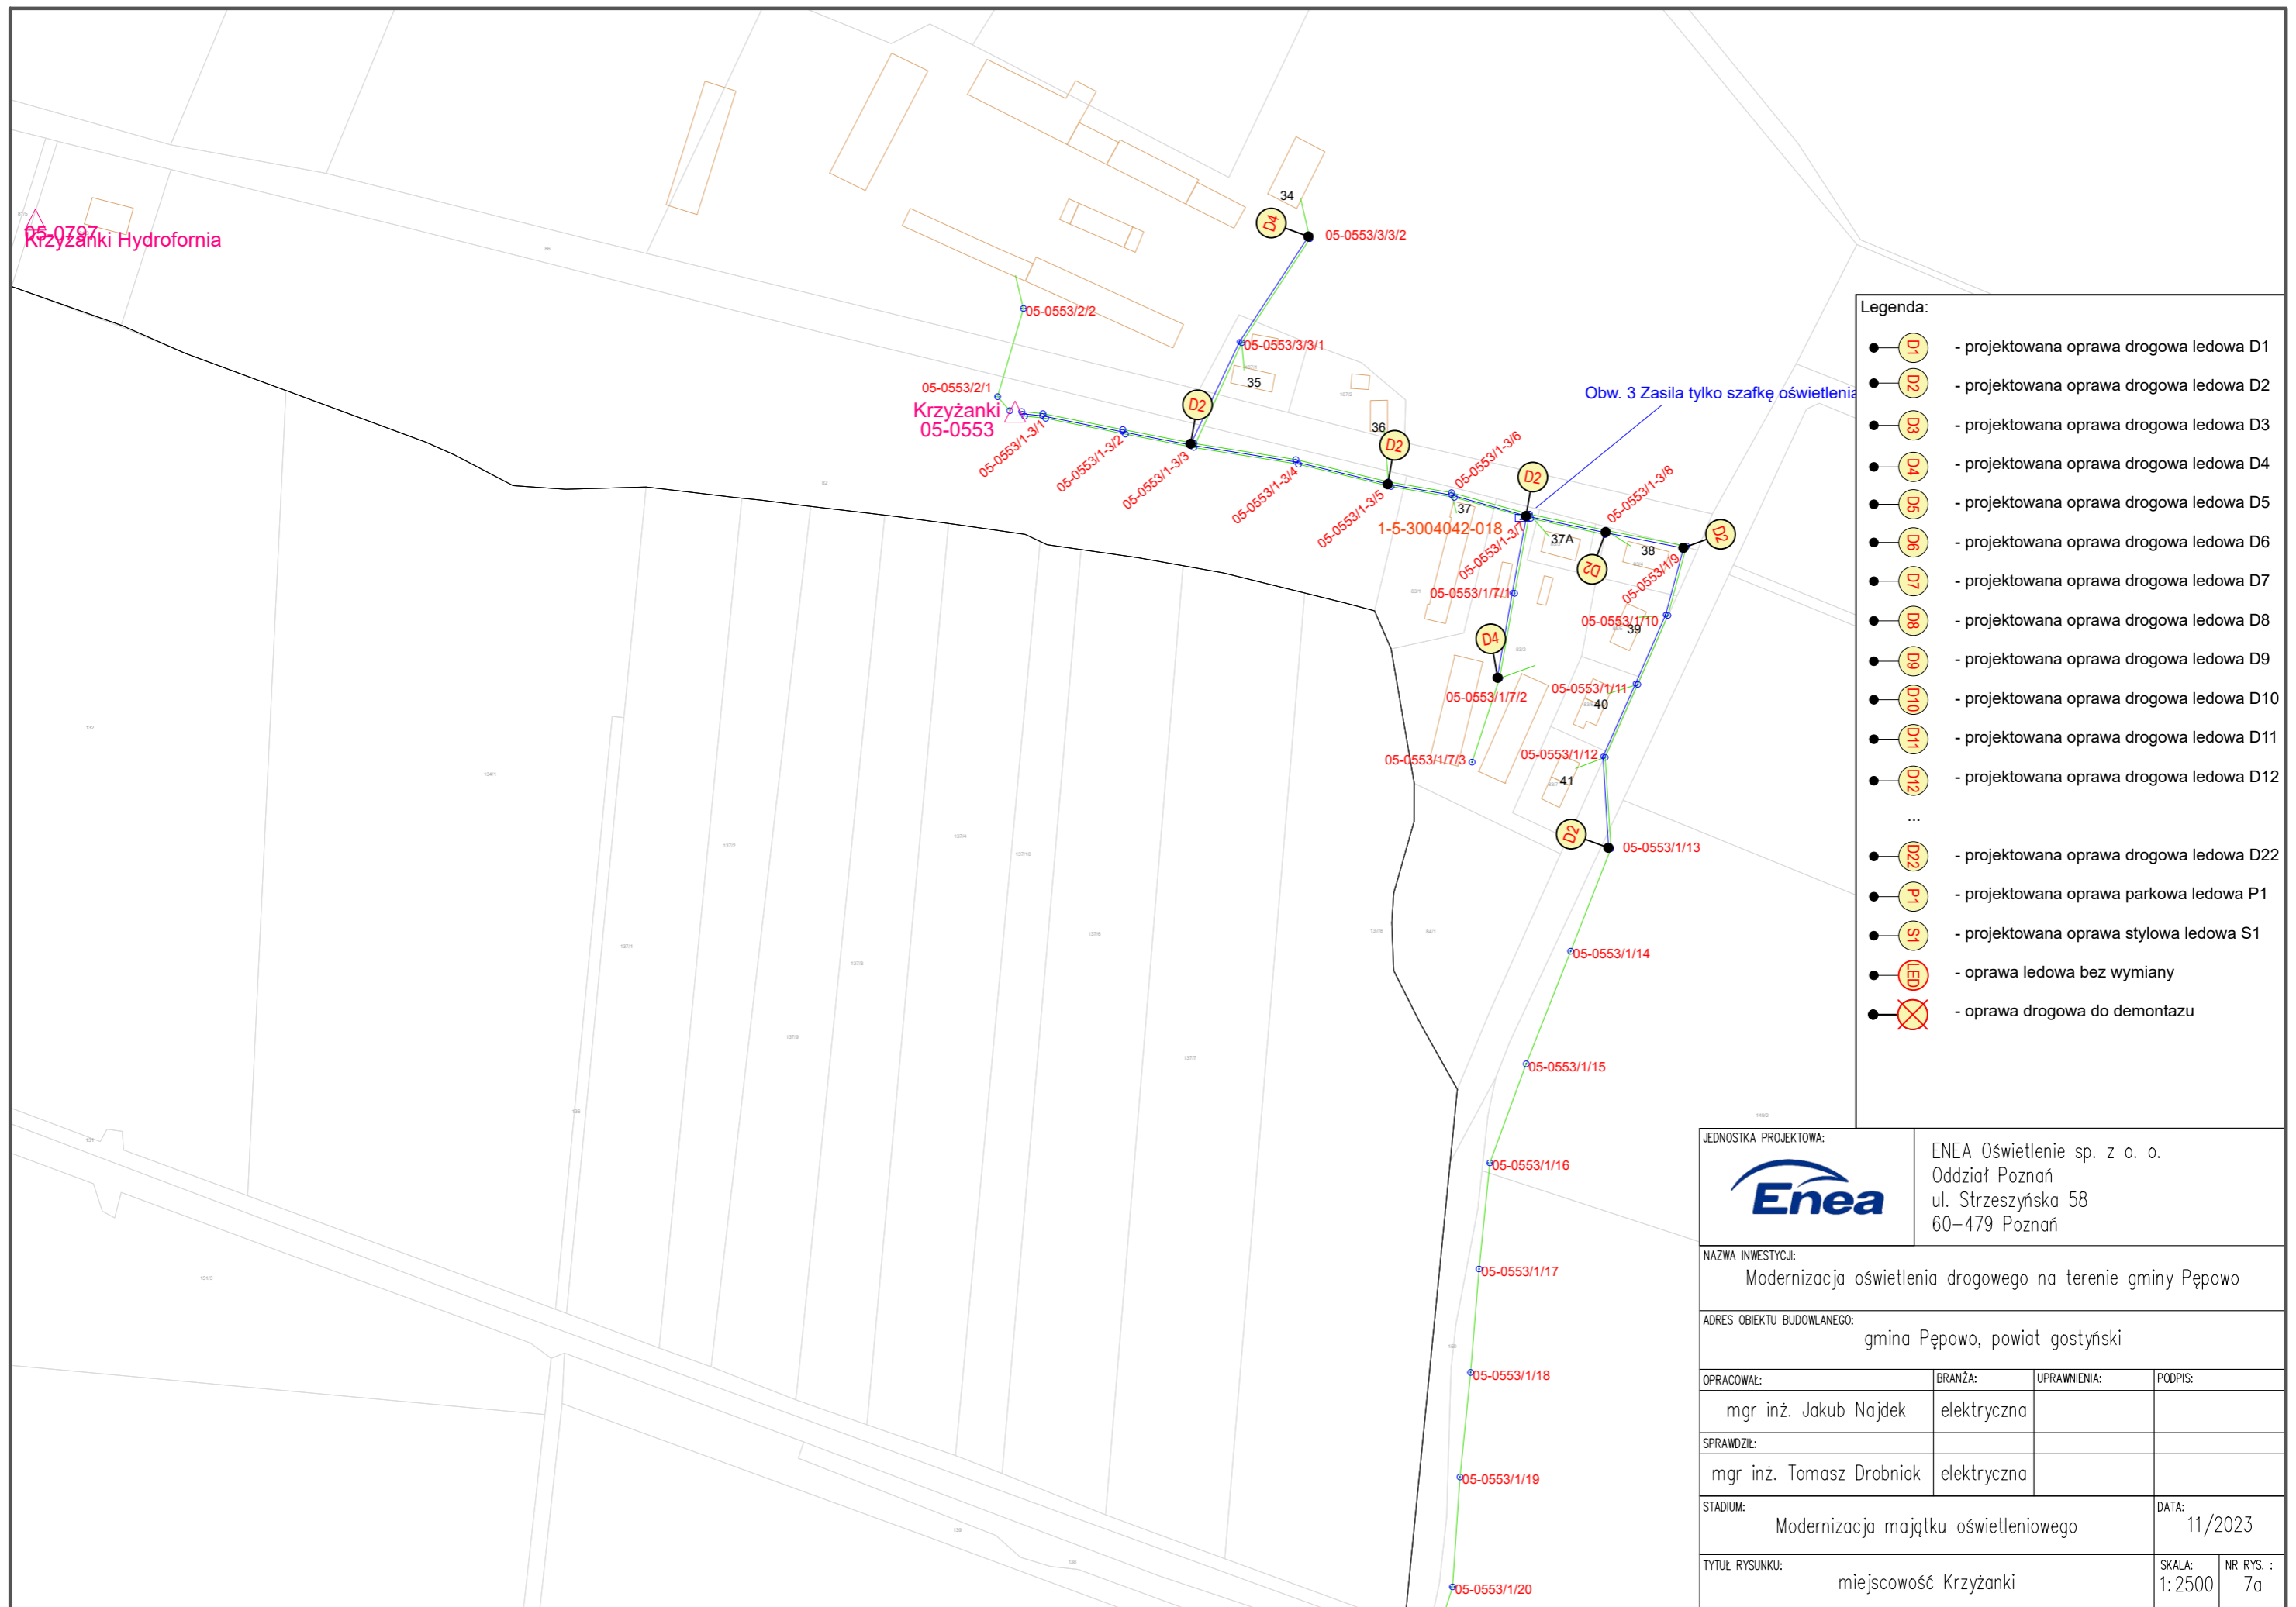 34
D4
05-0553/3/3/2
05-0797
Krzyżanki Hydrofornia
05-0553/2/2
05-0553/3/3/1
35
05-0553/2/1
Krzyżanki
05-0553
D2
36
D2
05-0553/1-3/1
05-0553/1-3/2
05-0553/1-3/3
05-0553/1-3/4
05-0553/1-3/5
05-0553/1-3/6
37
D2
Obw. 3 Zasila tylko szafkę oświetlenia
1-5-3004042-018
05-0553/1-3/7
05-0553/1-3/8
37A
38
D2
D2
05-0553/1/9
05-0553/1/7/1
05-0553/1/10
39
D4
05-0553/1/7/2
05-0553/1/11
40
05-0553/1/7/3
05-0553/1/12
41
D2
05-0553/1/13
05-0553/1/14
05-0553/1/15
05-0553/1/16
05-0553/1/17
05-0553/1/18
05-0553/1/19
05-0553/1/20
Legenda:
D1 - projektowana oprawa drogowa ledowa D1
D2 - projektowana oprawa drogowa ledowa D2
D3 - projektowana oprawa drogowa ledowa D3
D4 - projektowana oprawa drogowa ledowa D4
D5 - projektowana oprawa drogowa ledowa D5
D6 - projektowana oprawa drogowa ledowa D6
D7 - projektowana oprawa drogowa ledowa D7
D8 - projektowana oprawa drogowa ledowa D8
D9 - projektowana oprawa drogowa ledowa D9
D10 - projektowana oprawa drogowa ledowa D10
D11 - projektowana oprawa drogowa ledowa D11
D12 - projektowana oprawa drogowa ledowa D12
...
D22 - projektowana oprawa drogowa ledowa D22
P1 - projektowana oprawa parkowa ledowa P1
S1 - projektowana oprawa stylowa ledowa S1
LED - oprawa ledowa bez wymiany
- oprawa drogowa do demontazu
JEDNOSTKA PROJEKTOWA:
Enea
ENEA Oświetlenie sp. z o. o.
Oddział Poznań
ul. Strzeszyńska 58
60-479 Poznań
NAZWA INWESTYCJI:
Modernizacja oświetlenia drogowego na terenie gminy Pępowo
ADRES OBIEKTU BUDOWLANEGO:
gmina Pępowo, powiat gostyński
OPRACOWAŁ: BRANŻA: UPRAWNIENIA: PODPIS:
mgr inż. Jakub Najdek elektryczna
SPRAWDZIŁ:
mgr inż. Tomasz Drobniak elektryczna
STADIUM: DATA:
Modernizacja majątku oświetleniowego 11/2023
TYTUŁ RYSUNKU: SKALA: NR RYS. :
miejscowość Krzyżanki 1:2500 7a